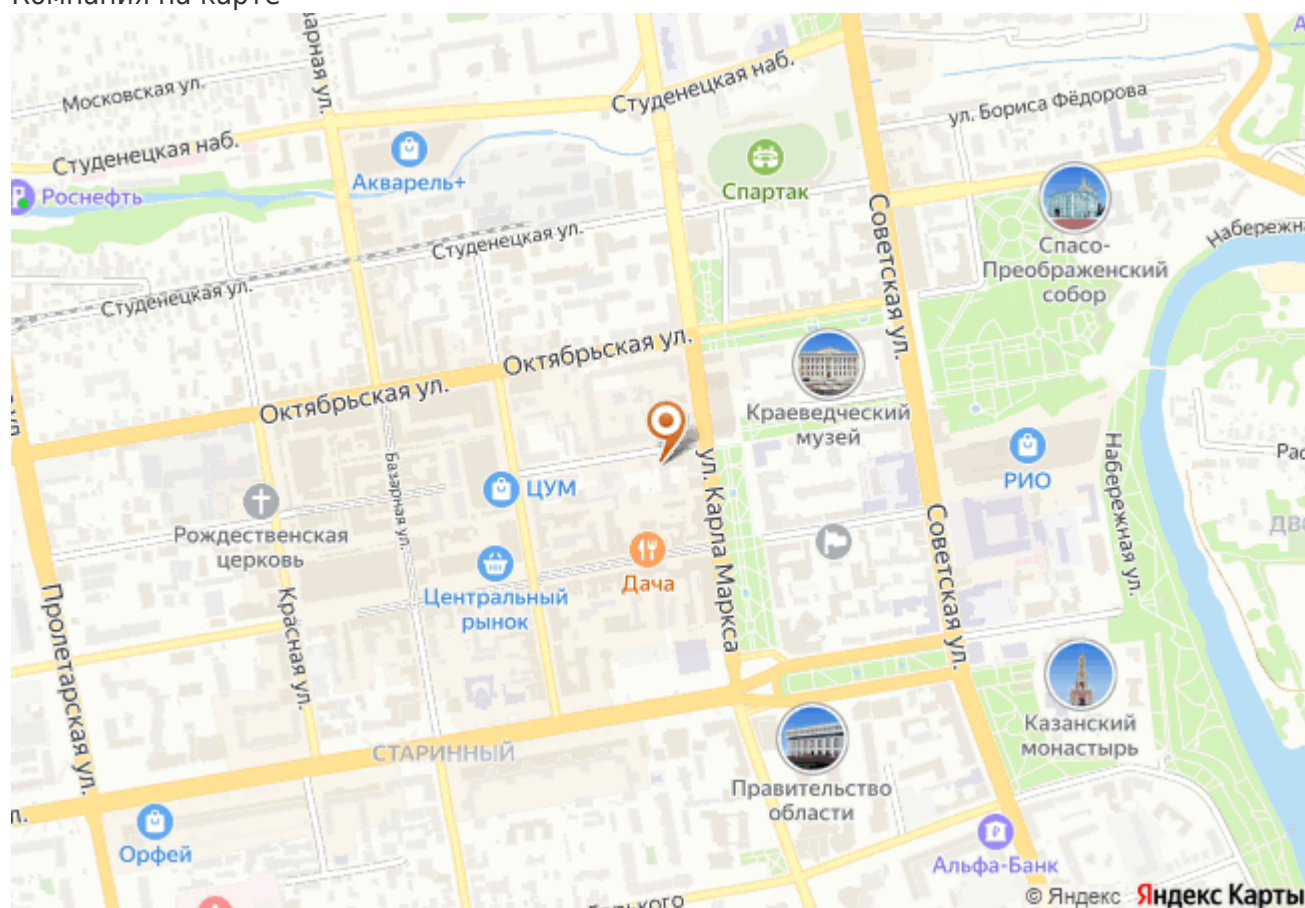 Компания на карте
Московская ул.
Студенецкая наб.
Студенецкая наб.
ул. Бориса Фёдорова
Акварель+
Роснефть
Спартак
Советская ул.
Спасо-
Преображенский
собор
Студенецкая ул.
Студенецкая ул.
Октябрьская ул.
Октябрьская ул.
Краеведческий
музей
РИО
Набережная ул.
Базарная ул.
ЦУМ
ул. Карла Маркса
Рождественская
церковь
Центральный
рынок
Дача
Советская ул.
Пролетарская ул.
Красная ул.
СТАРИННЫЙ
Казанский
монастырь
Правительство
области
Орфей
Альфа-Банк
© Яндекс Яндекс Карты